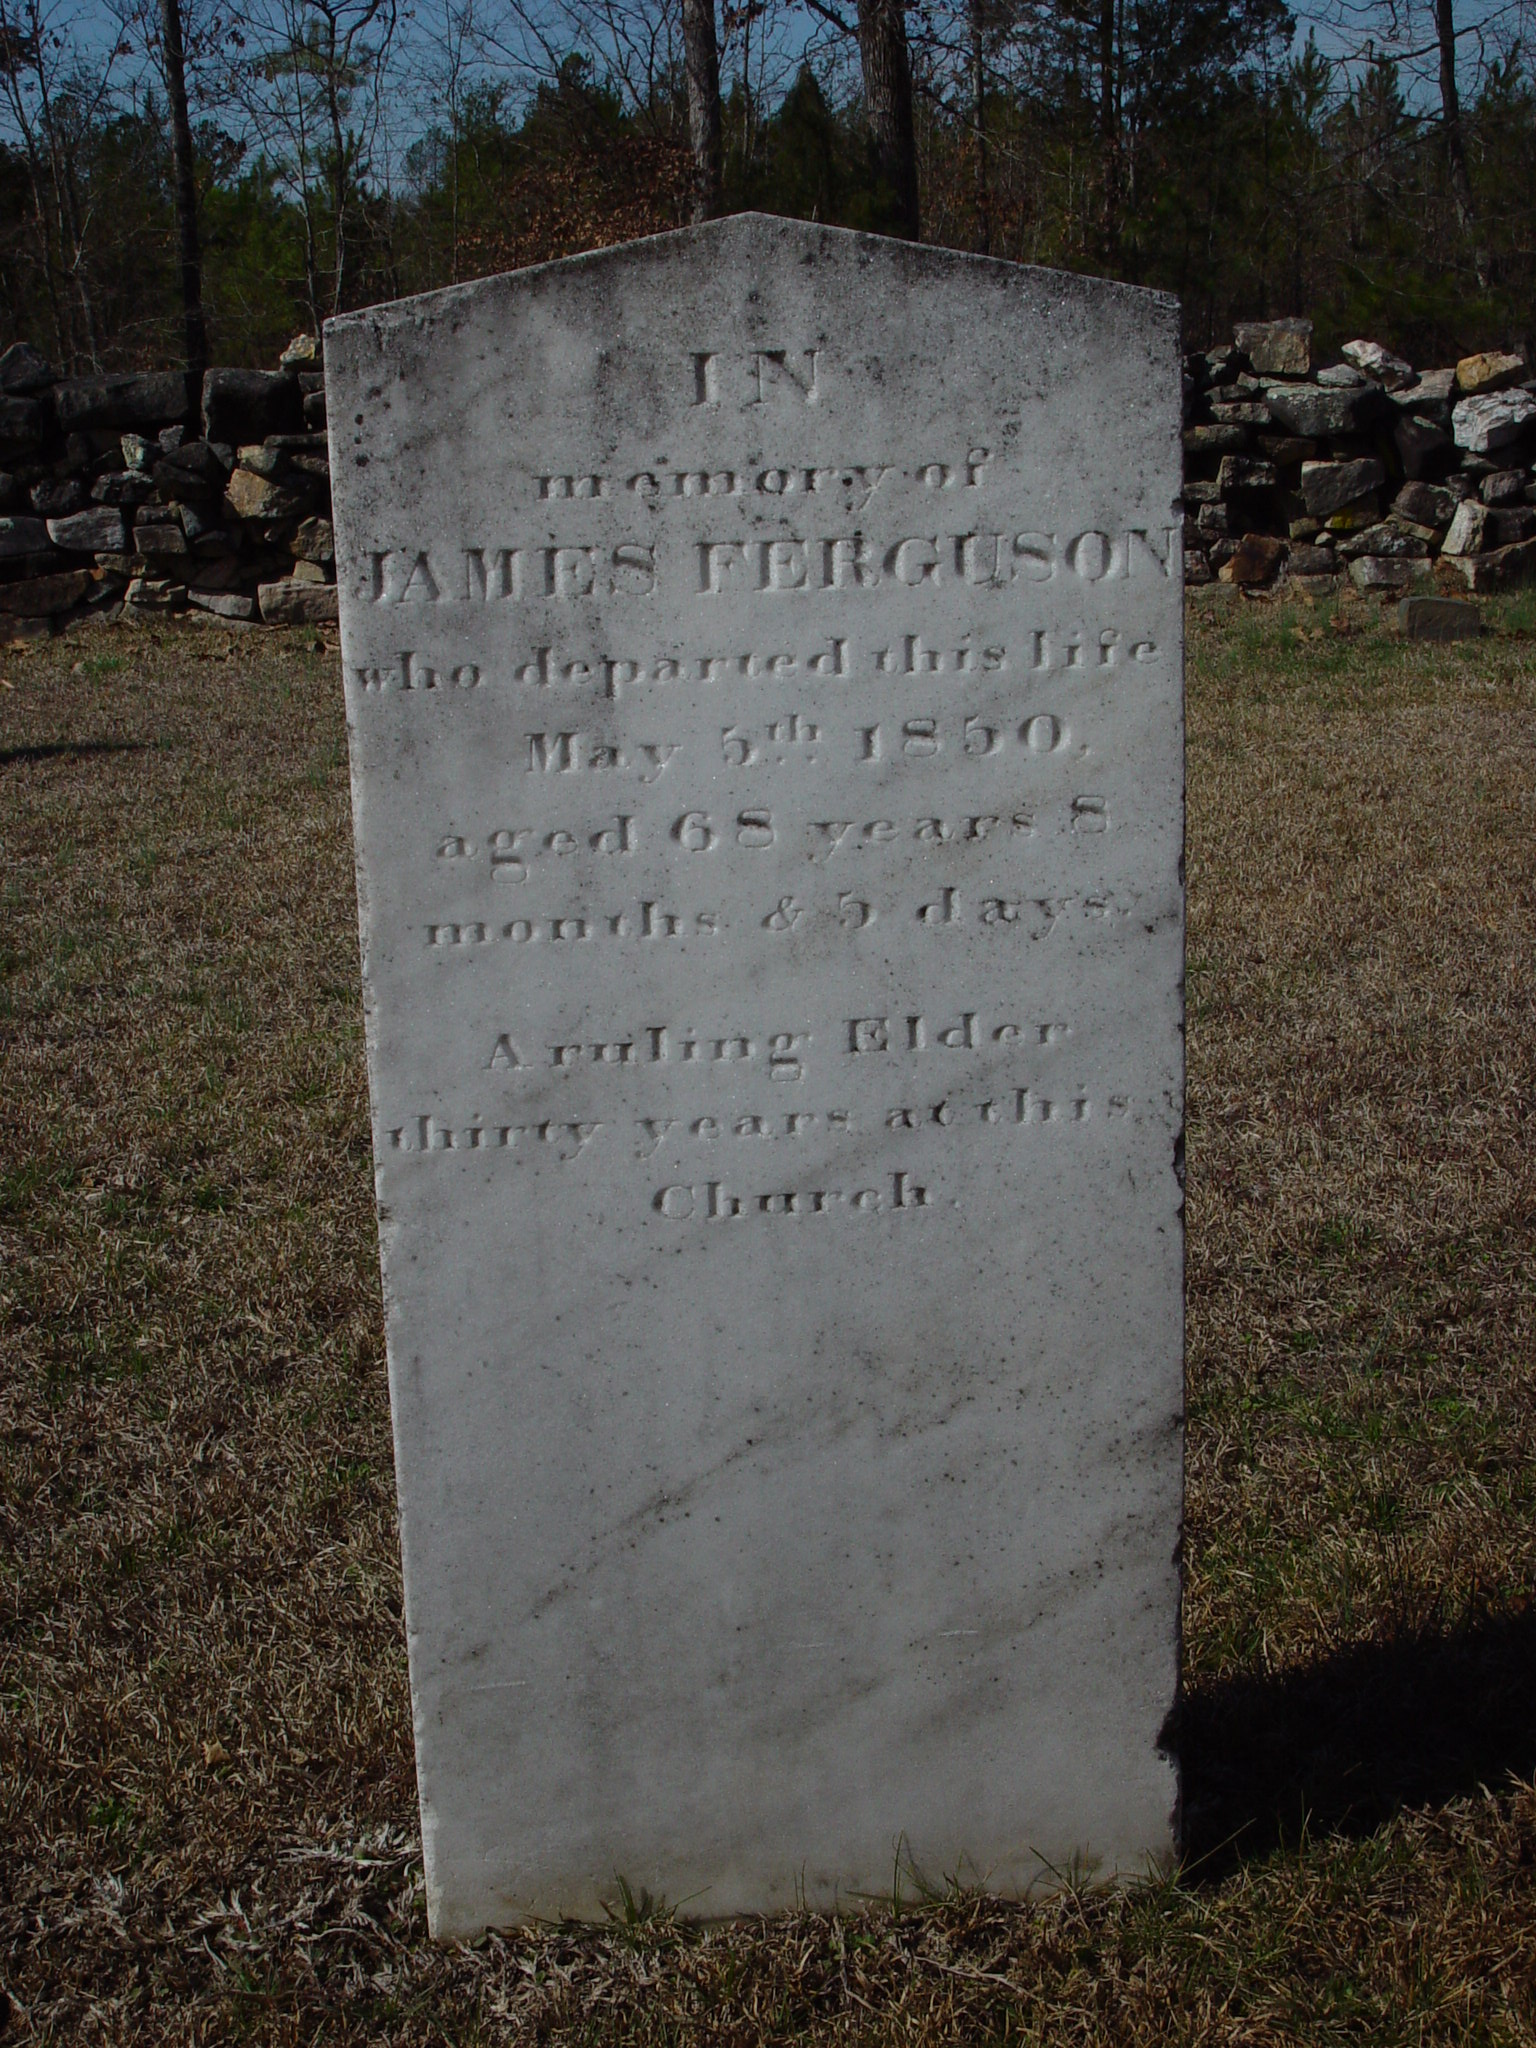 IN
memory of
JAMES FERGUSON
who departed this life
May 5th. 1850,
aged 68 years 8
months & 5 days.
A ruling Elder
thirty years at this
Church.